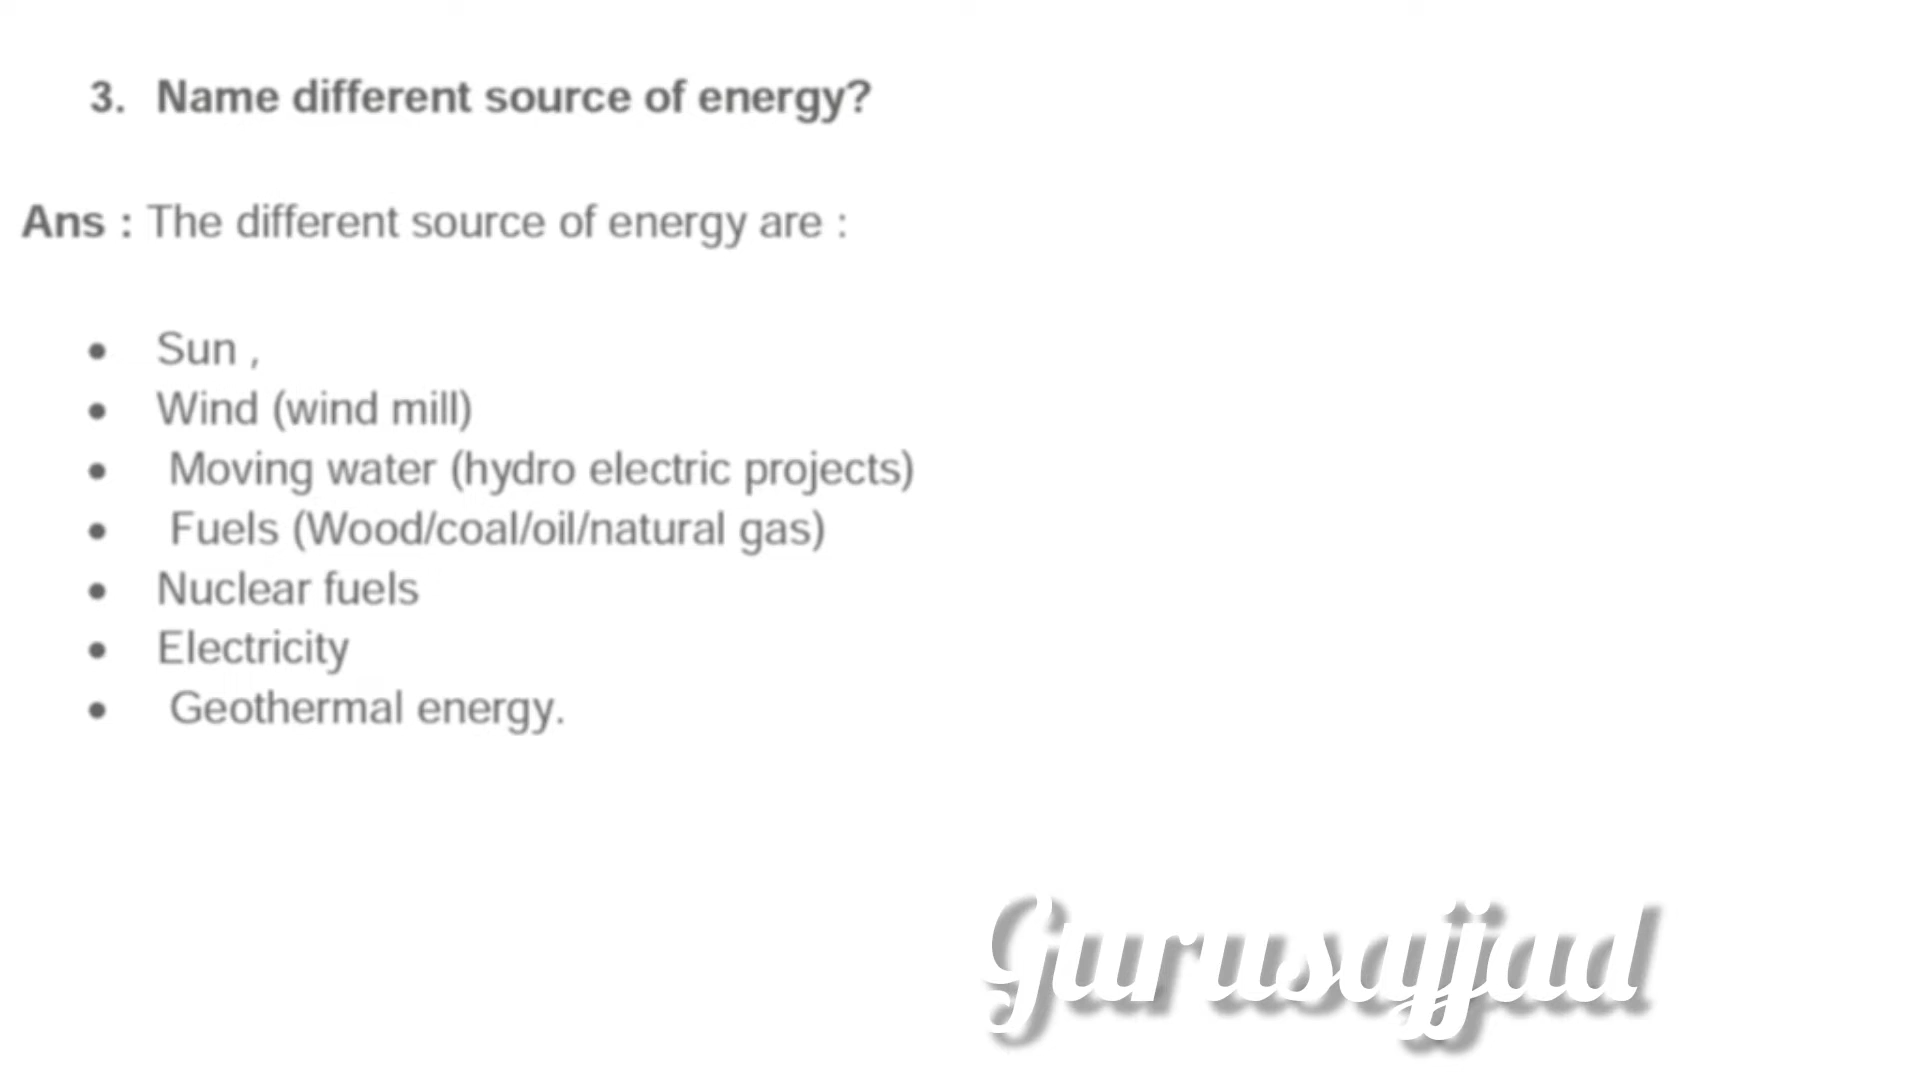 3. Name different source of energy?
Ans : The different source of energy are :
• Sun ,
• Wind (wind mill)
• Moving water (hydro electric projects)
• Fuels (Wood/coal/oil/natural gas)
• Nuclear fuels
• Electricity
• Geothermal energy.
Gurusajjad